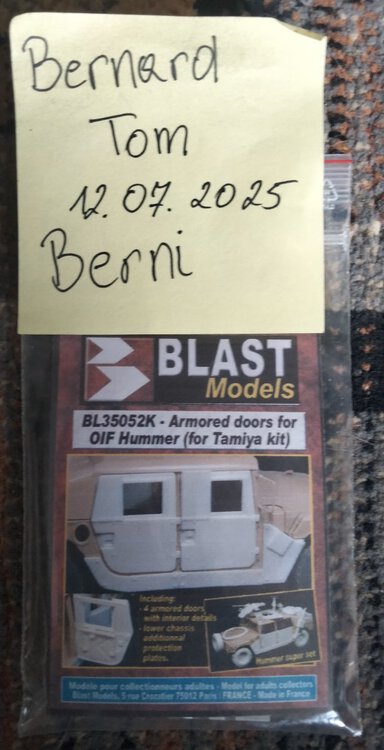 Bernard
Tom
12.07.2025
Berni
BLAST
Models
BL35052K - Armored doors for
OIF Hummer (for Tamiya kit)
Including:
- 4 armored doors
with interior details
- lower chassis
additionnal
protection
plates.
Hummer super set
Modèle pour collectionneurs adultes - Model for adults collectors
Blast Models, 5 rue Crozatier 75012 Paris - FRANCE - Made in France